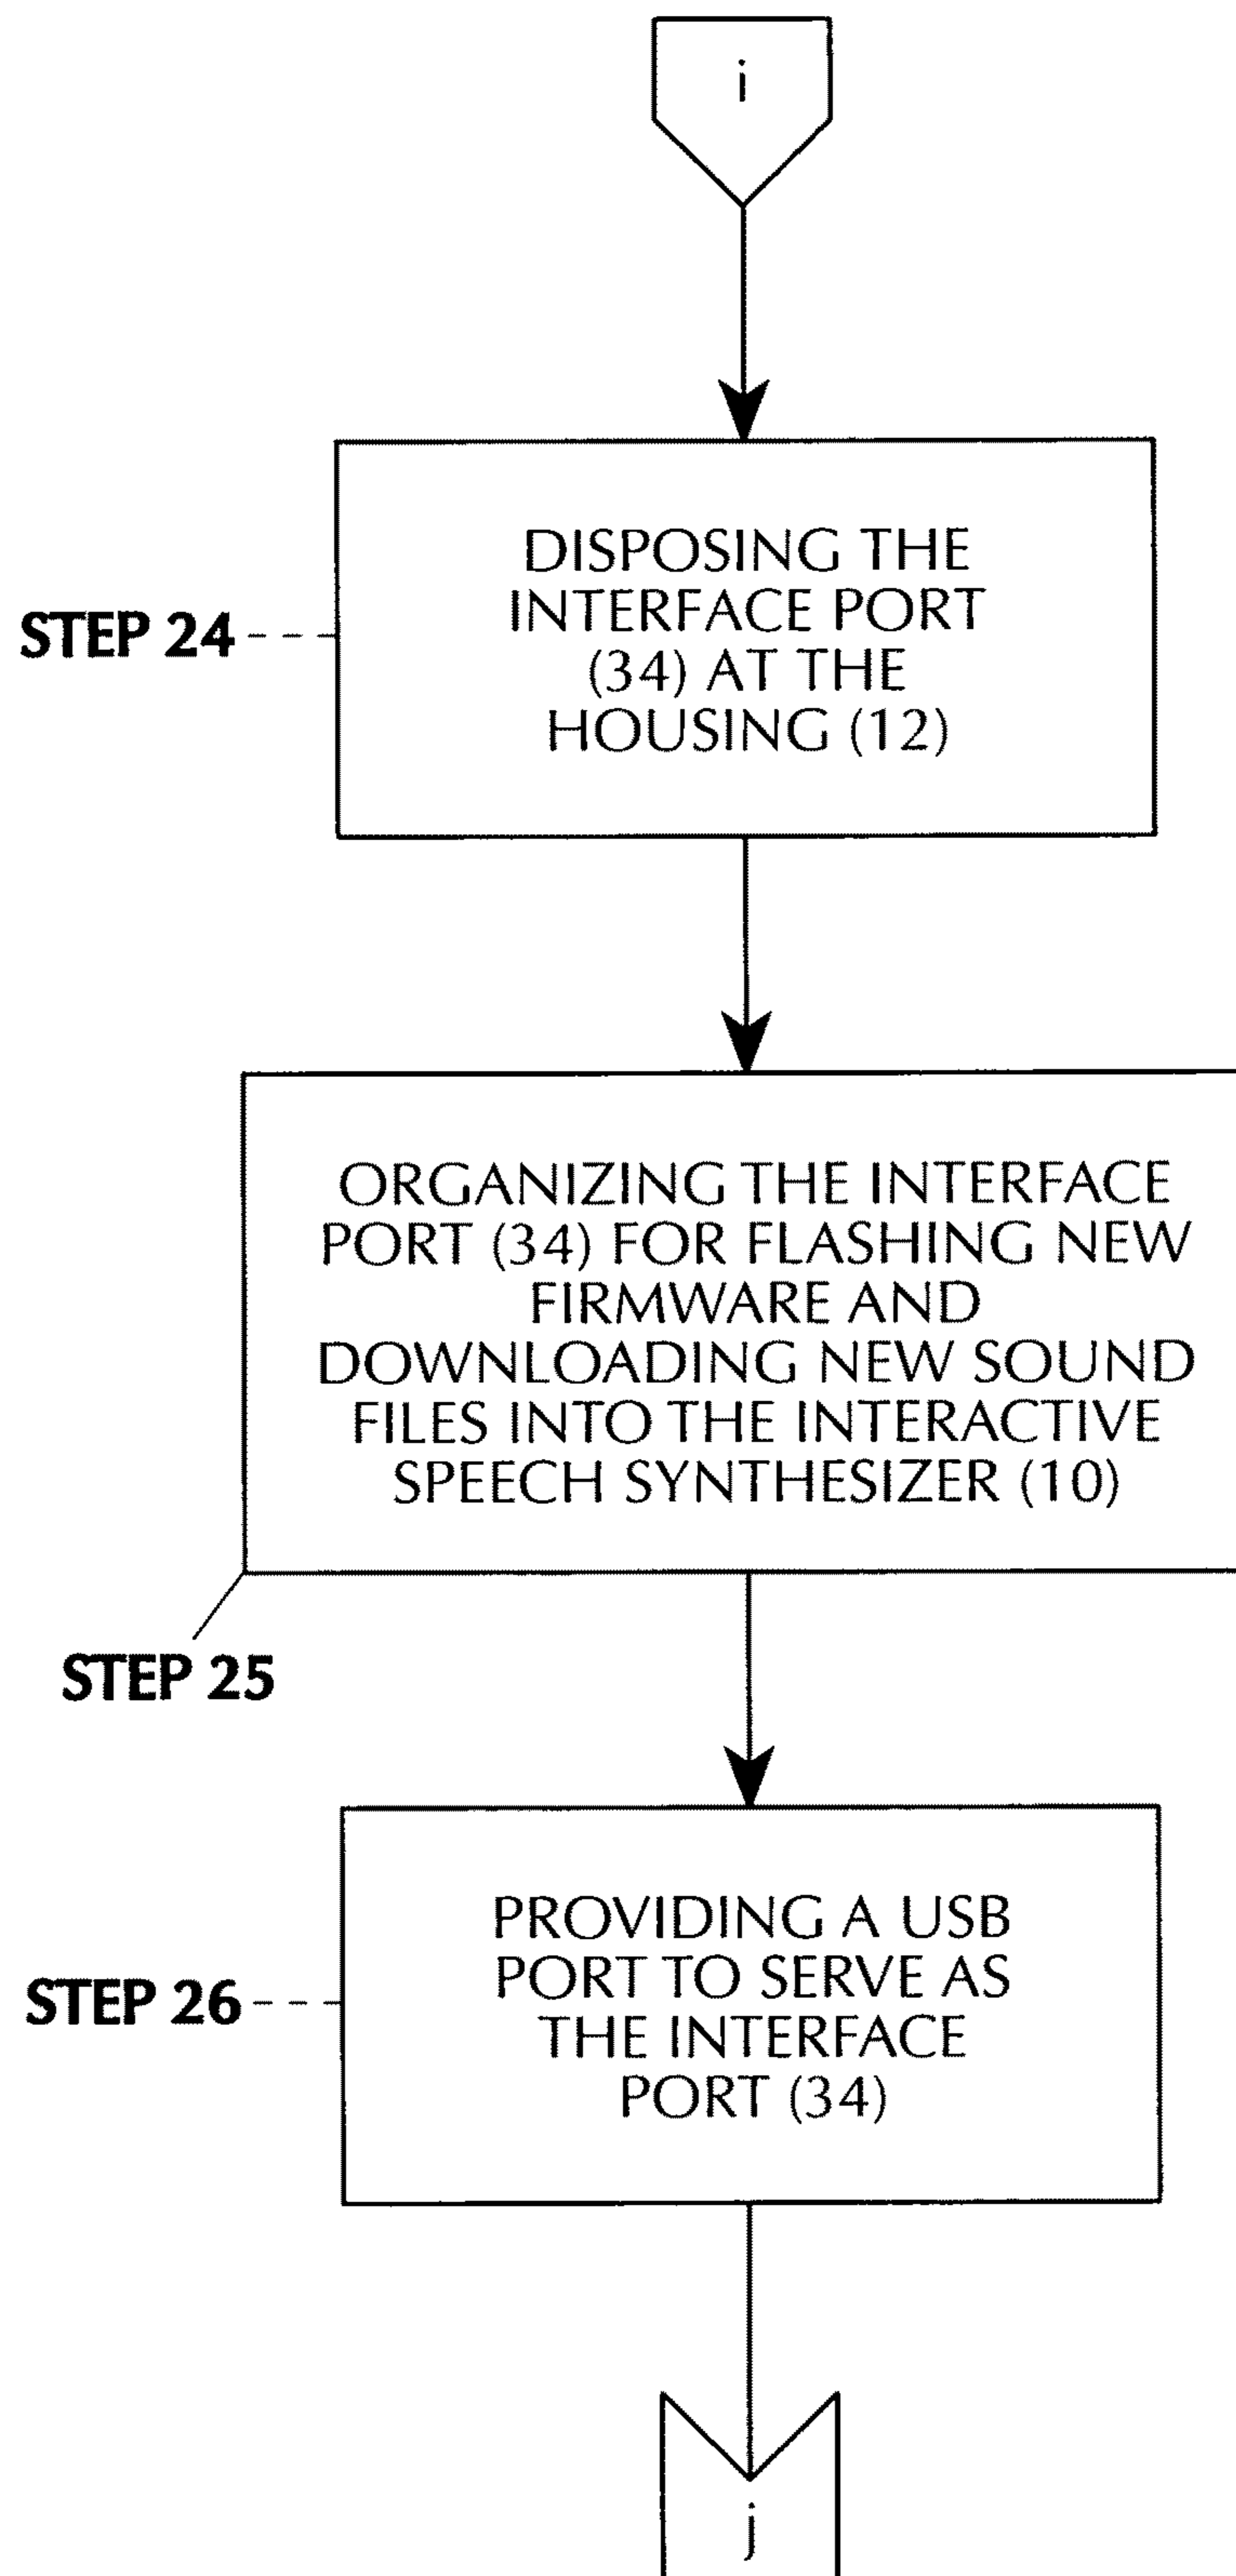 i
DISPOSING THE
INTERFACE PORT
(34) AT THE
HOUSING (12)
STEP 24
ORGANIZING THE INTERFACE
PORT (34) FOR FLASHING NEW
FIRMWARE AND
DOWNLOADING NEW SOUND
FILES INTO THE INTERACTIVE
SPEECH SYNTHESIZER (10)
STEP 25
PROVIDING A USB
PORT TO SERVE AS
THE INTERFACE
PORT (34)
STEP 26
j